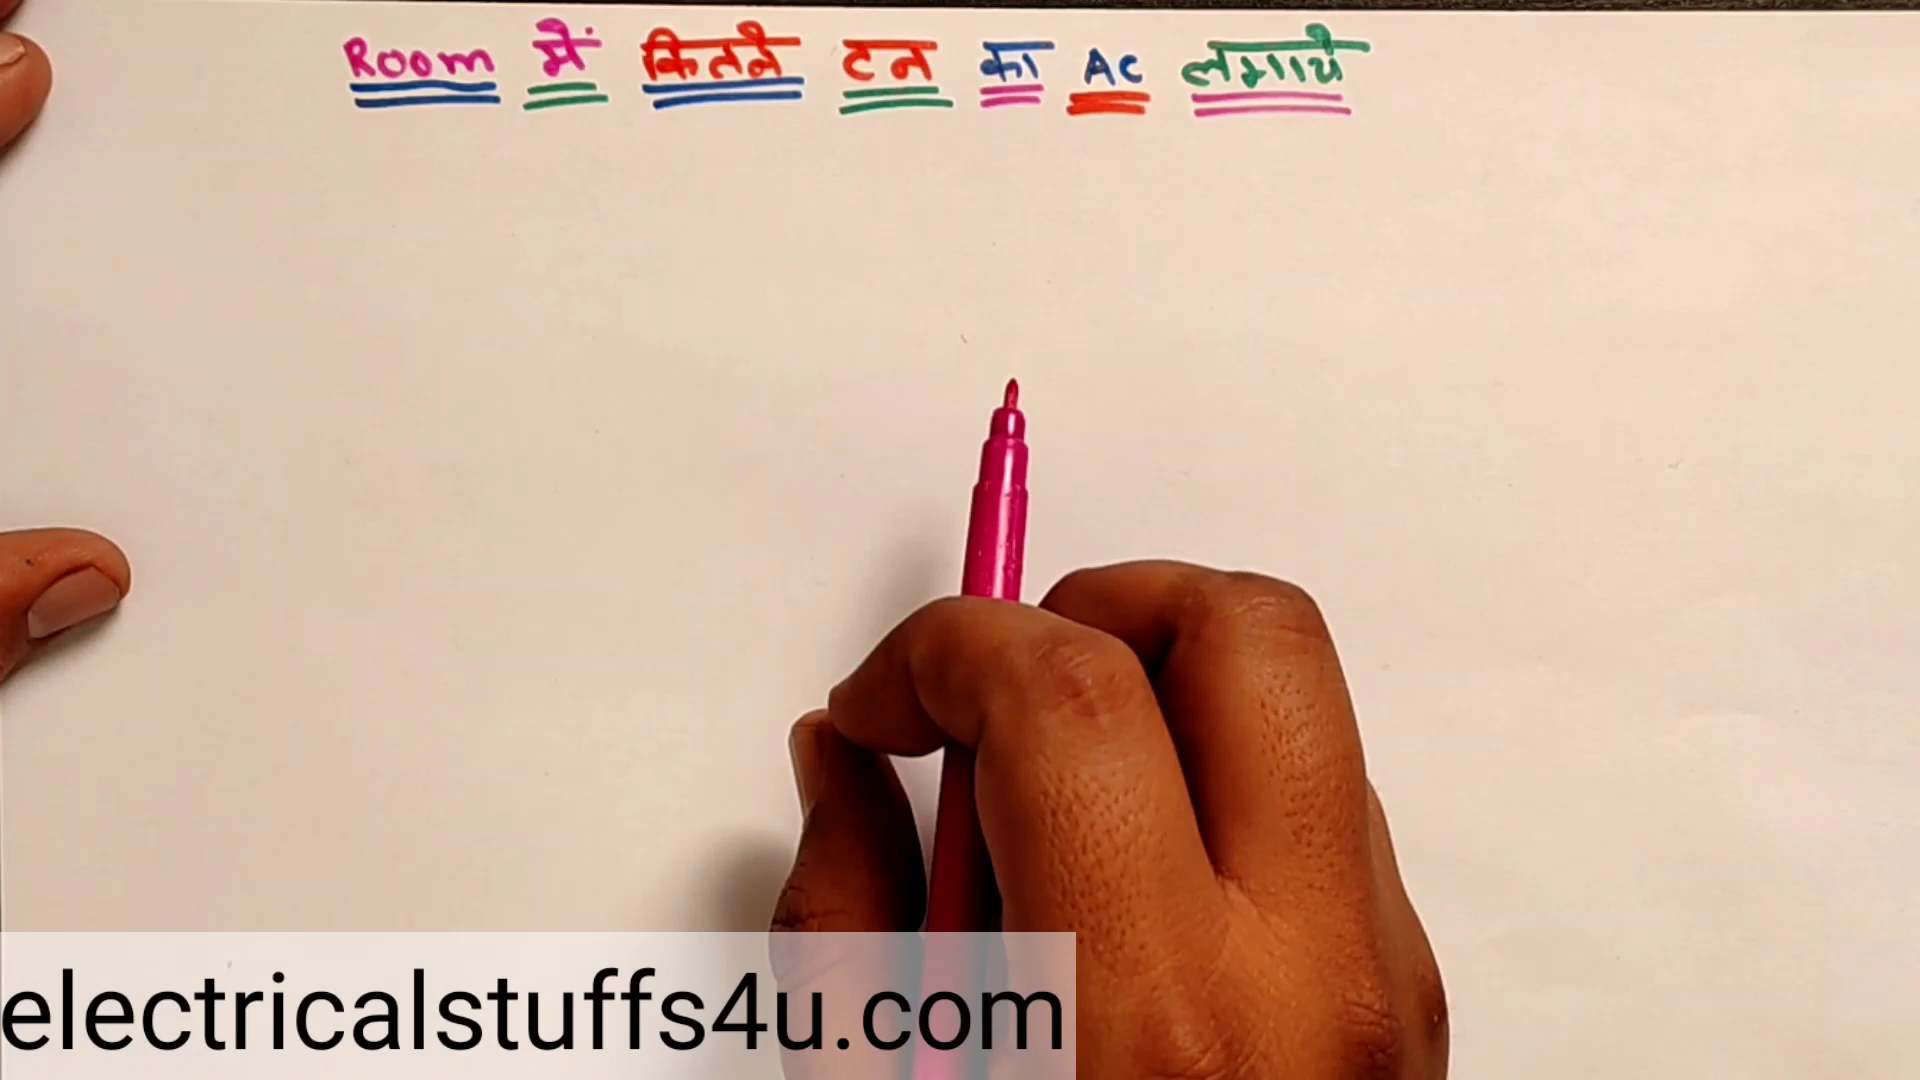 Room में कितने टन का AC लगाये
electricalstuffs4u.com